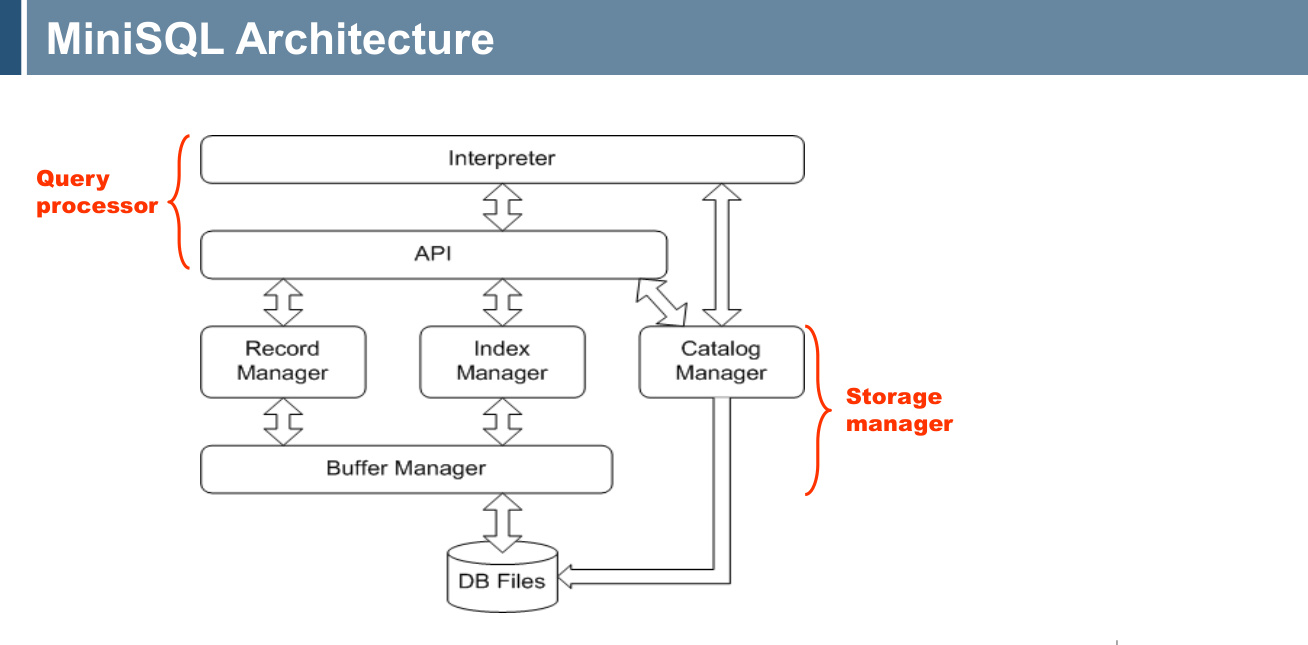 MiniSQL Architecture
Interpreter
Query
processor
API
Record
Manager
Index
Manager
Catalog
Manager
Storage
manager
Buffer Manager
DB Files